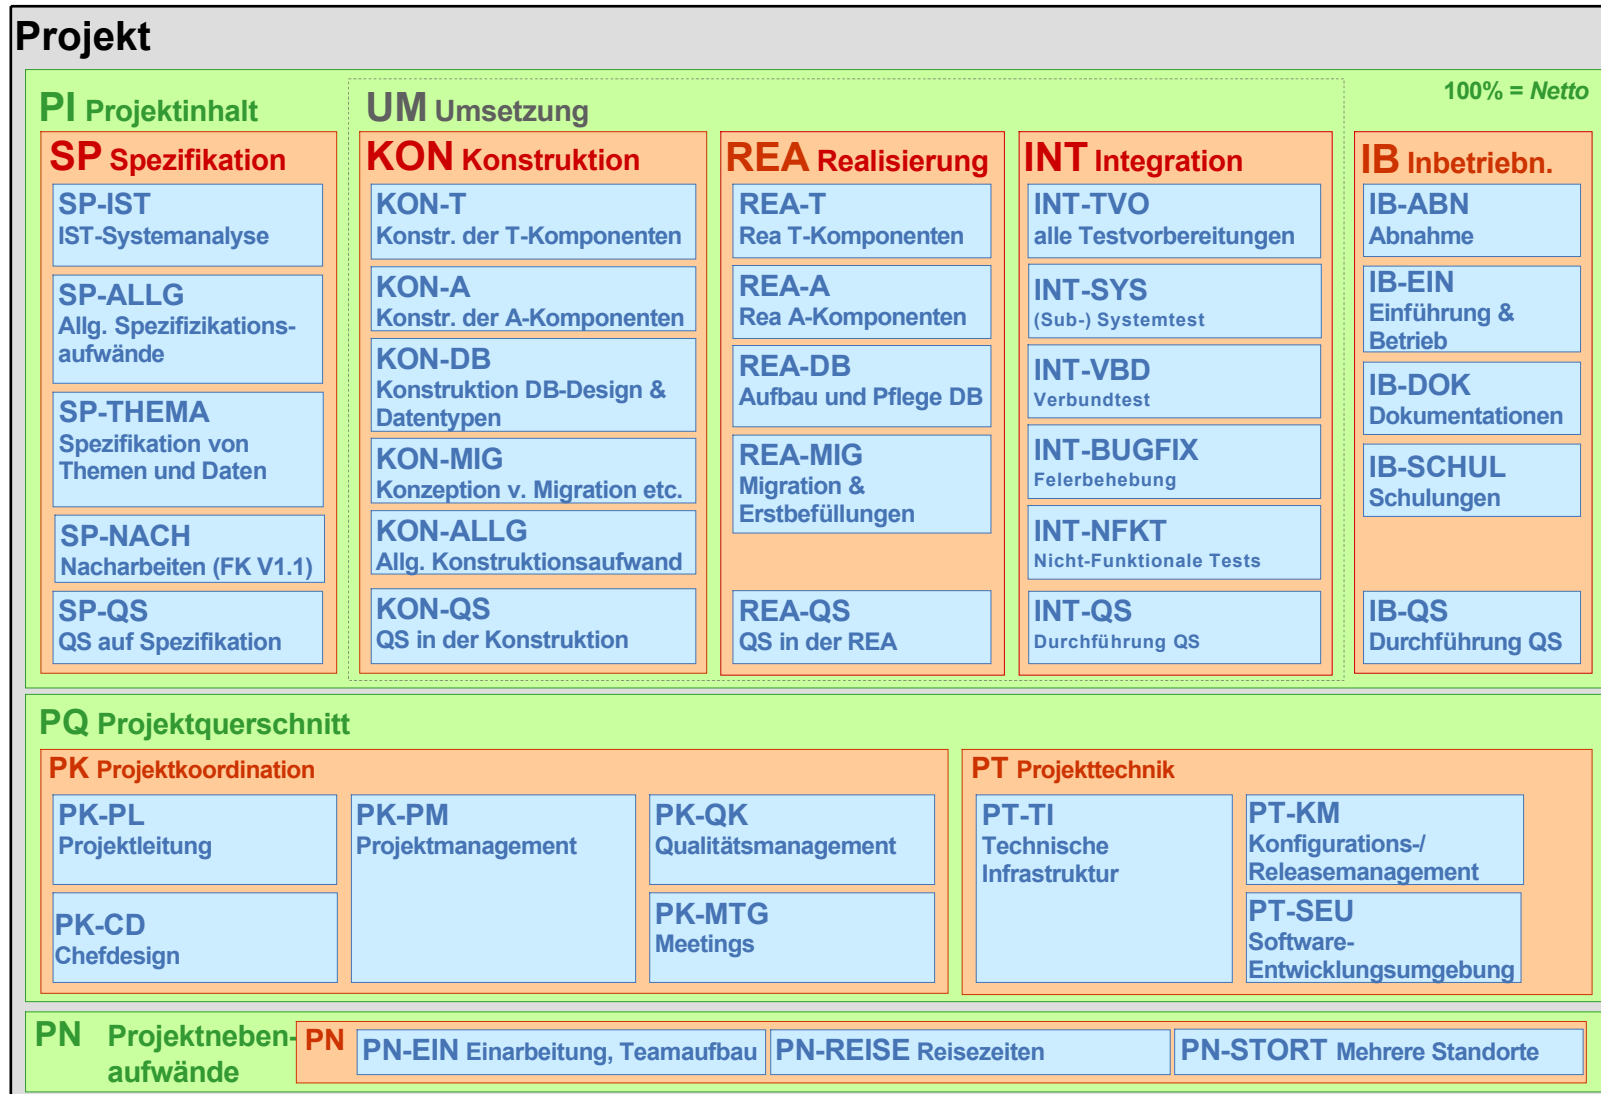 Projekt
PI Projektinhalt
UM Umsetzung
100% = Netto
SP Spezifikation
SP-IST
IST-Systemanalyse
SP-ALLG
Allg. Spezifizikations-
aufwände
SP-THEMA
Spezifikation von
Themen und Daten
SP-NACH
Nacharbeiten (FK V1.1)
SP-QS
QS auf Spezifikation
KON Konstruktion
KON-T
Konstr. der T-Komponenten
KON-A
Konstr. der A-Komponenten
KON-DB
Konstruktion DB-Design &
Datentypen
KON-MIG
Konzeption v. Migration etc.
KON-ALLG
Allg. Konstruktionsaufwand
KON-QS
QS in der Konstruktion
REA Realisierung
REA-T
Rea T-Komponenten
REA-A
Rea A-Komponenten
REA-DB
Aufbau und Pflege DB
REA-MIG
Migration &
Erstbefüllungen
REA-QS
QS in der REA
INT Integration
INT-TVO
alle Testvorbereitungen
INT-SYS
(Sub-) Systemtest
INT-VBD
Verbundtest
INT-BUGFIX
Felerbehebung
INT-NFKT
Nicht-Funktionale Tests
INT-QS
Durchführung QS
IB Inbetriebn.
IB-ABN
Abnahme
IB-EIN
Einführung &
Betrieb
IB-DOK
Dokumentationen
IB-SCHUL
Schulungen
IB-QS
Durchführung QS
PQ Projektquerschnitt
PK Projektkoordination
PK-PL
Projektleitung
PK-CD
Chefdesign
PK-PM
Projektmanagement
PK-QK
Qualitätsmanagement
PK-MTG
Meetings
PT Projekttechnik
PT-TI
Technische
Infrastruktur
PT-KM
Konfigurations-/
Releasemanagement
PT-SEU
Software-
Entwicklungsumgebung
PN Projektneben-
aufwände
PN
PN-EIN Einarbeitung, Teamaufbau
PN-REISE Reisezeiten
PN-STORT Mehrere Standorte